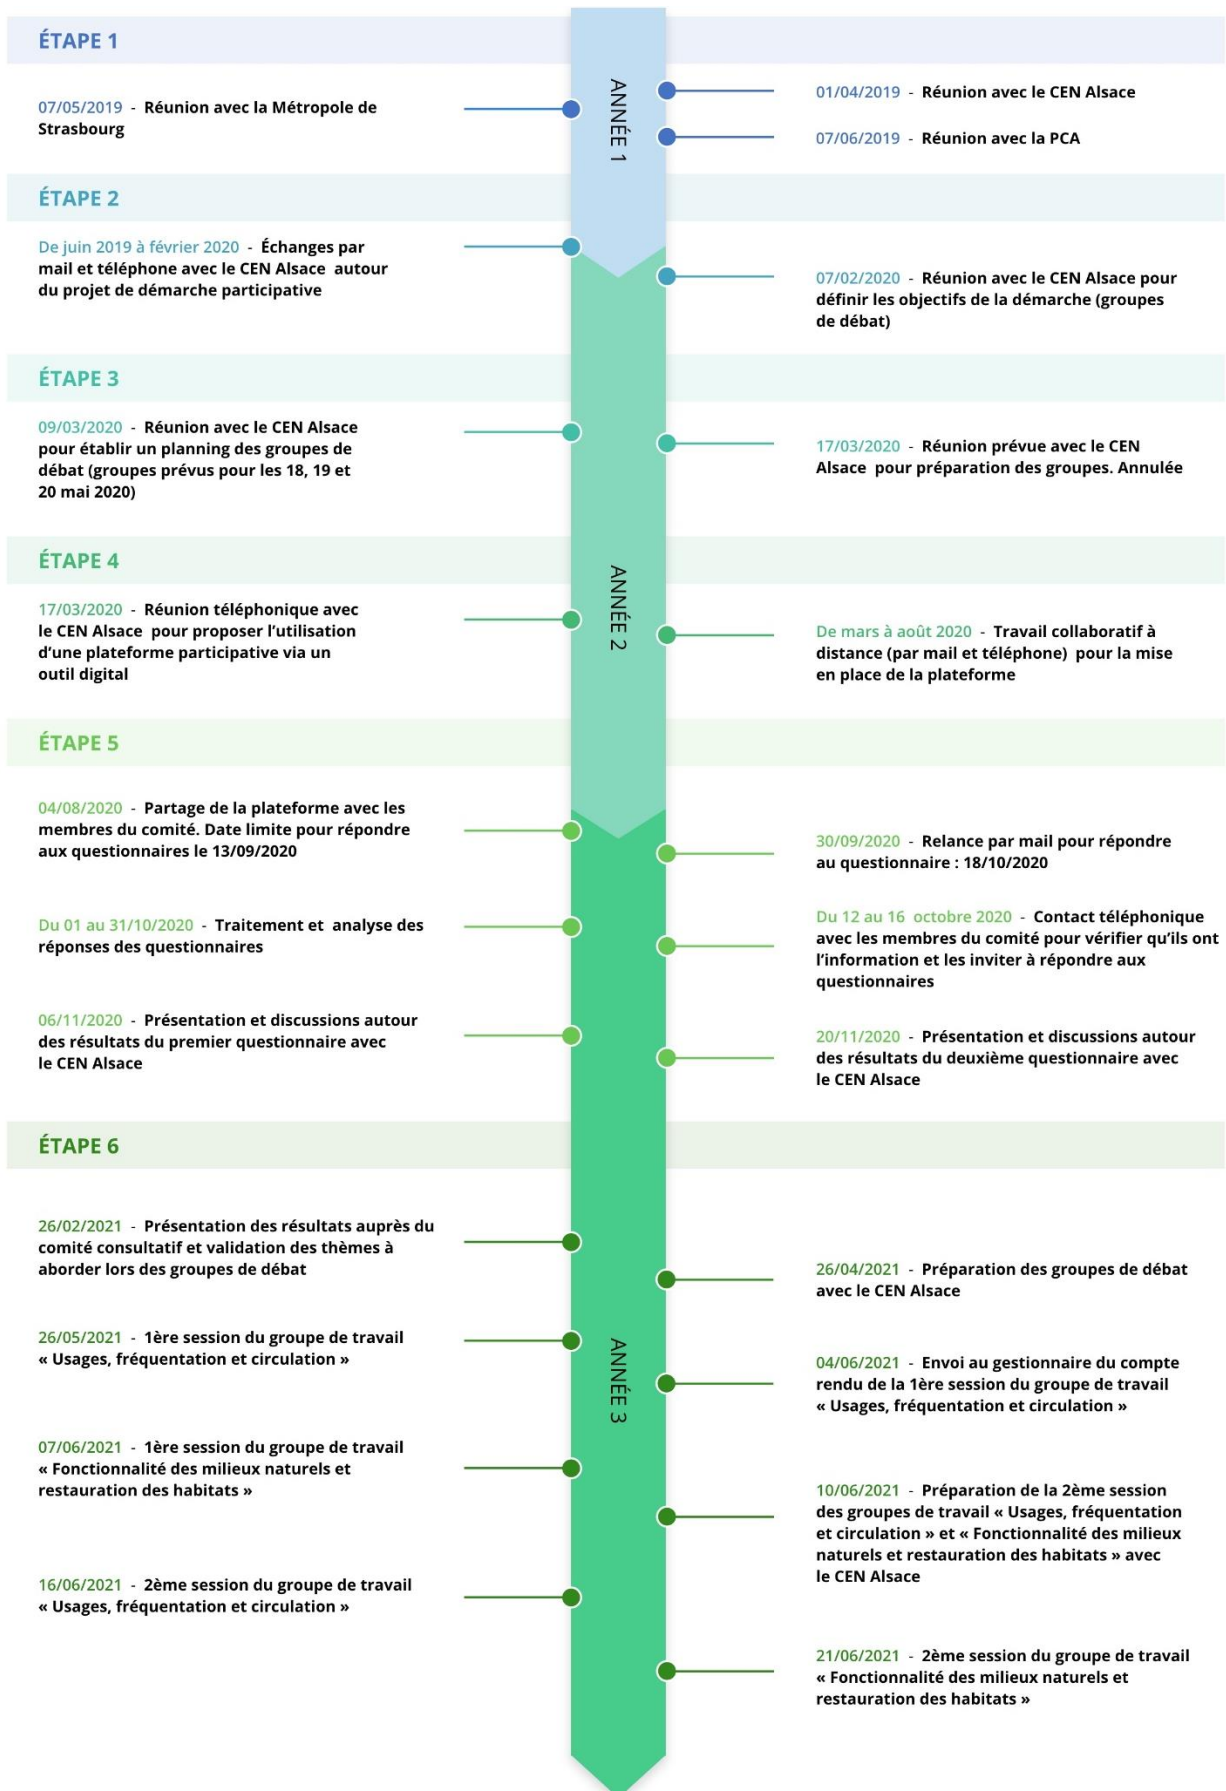 ÉTAPE 1
07/05/2019 - Réunion avec la Métropole de
Strasbourg
01/04/2019 - Réunion avec le CEN Alsace
07/06/2019 - Réunion avec la PCA
ANNÉE 1
ÉTAPE 2
De juin 2019 à février 2020 - Échanges par
mail et téléphone avec le CEN Alsace autour
du projet de démarche participative
07/02/2020 - Réunion avec le CEN Alsace pour
définir les objectifs de la démarche (groupes
de débat)
ÉTAPE 3
09/03/2020 - Réunion avec le CEN Alsace
pour établir un planning des groupes de
débat (groupes prévus pour les 18, 19 et
20 mai 2020)
17/03/2020 - Réunion prévue avec le CEN
Alsace pour préparation des groupes. Annulée
ÉTAPE 4
17/03/2020 - Réunion téléphonique avec
le CEN Alsace pour proposer l'utilisation
d'une plateforme participative via un
outil digital
ANNÉE 2
De mars à août 2020 - Travail collaboratif à
distance (par mail et téléphone) pour la mise
en place de la plateforme
ÉTAPE 5
04/08/2020 - Partage de la plateforme avec les
membres du comité. Date limite pour répondre
aux questionnaires le 13/09/2020
30/09/2020 - Relance par mail pour répondre
au questionnaire : 18/10/2020
Du 01 au 31/10/2020 - Traitement et analyse des
réponses des questionnaires
Du 12 au 16 octobre 2020 - Contact téléphonique
avec les membres du comité pour vérifier qu'ils ont
l'information et les inviter à répondre aux
questionnaires
06/11/2020 - Présentation et discussions autour
des résultats du premier questionnaire avec
le CEN Alsace
20/11/2020 - Présentation et discussions autour
des résultats du deuxième questionnaire avec
le CEN Alsace
ÉTAPE 6
26/02/2021 - Présentation des résultats auprès du
comité consultatif et validation des thèmes à
aborder lors des groupes de débat
26/04/2021 - Préparation des groupes de débat
avec le CEN Alsace
26/05/2021 - 1ère session du groupe de travail
« Usages, fréquentation et circulation »
ANNÉE 3
04/06/2021 - Envoi au gestionnaire du compte
rendu de la 1ère session du groupe de travail
« Usages, fréquentation et circulation »
07/06/2021 - 1ère session du groupe de travail
« Fonctionnalité des milieux naturels et
restauration des habitats »
10/06/2021 - Préparation de la 2ème session
des groupes de travail « Usages, fréquentation
et circulation » et « Fonctionnalité des milieux
naturels et restauration des habitats » avec
le CEN Alsace
16/06/2021 - 2ème session du groupe de travail
« Usages, fréquentation et circulation »
21/06/2021 - 2ème session du groupe de travail
« Fonctionnalité des milieux naturels et
restauration des habitats »